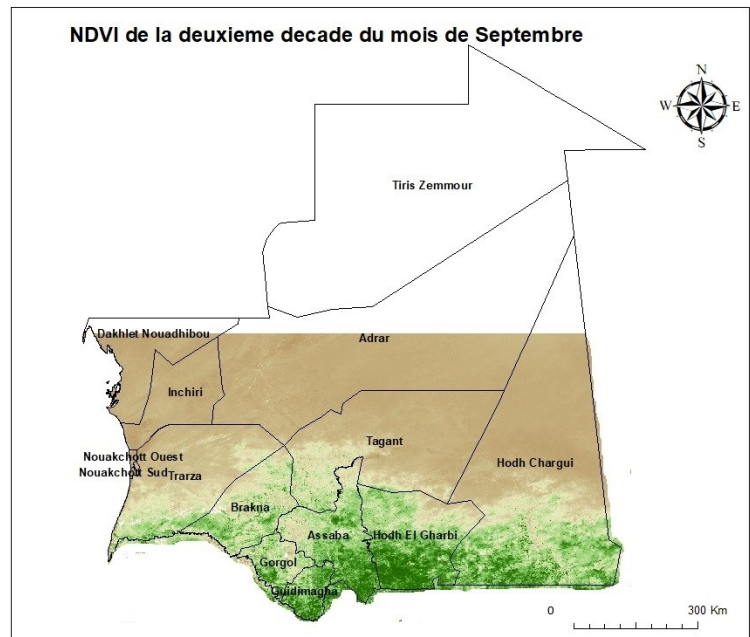 NDVI de la deuxieme decade du mois de Septembre
N
W
E
S
Tiris Zemmour
Dakhlet Nouadhibou
Adrar
Inchiri
Tagant
Nouakchott Ouest
Nouakchott Sud
Trarza
Hodh Chargui
Brakna
Assaba
Hodh El Gharbi
Gorgol
Guidimagha
0
300 Km